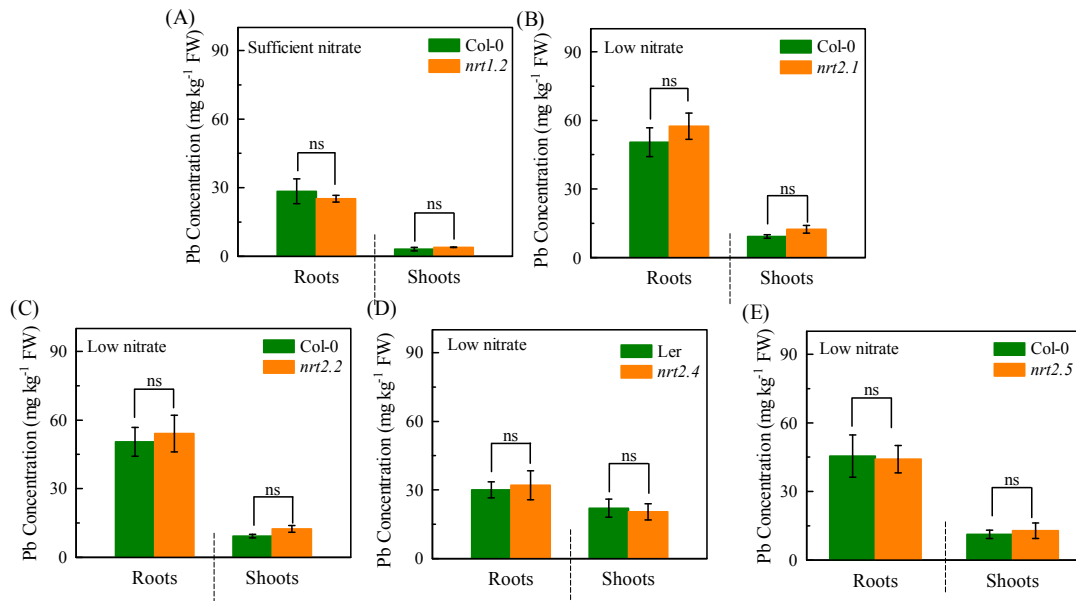 (A)
Pb Concentration (mg kg⁻¹ FW)
90
60
30
0
Sufficient nitrate
Col-0
nrt1.2
ns
ns
Roots
Shoots
(B)
Pb Concentration (mg kg⁻¹ FW)
90
60
30
0
Low nitrate
Col-0
nrt2.1
ns
ns
Roots
Shoots
(C)
Pb Concentration (mg kg⁻¹ FW)
90
60
30
0
Low nitrate
Col-0
nrt2.2
ns
ns
Roots
Shoots
(D)
Pb Concentration (mg kg⁻¹ FW)
90
60
30
0
Low nitrate
Ler
nrt2.4
ns
ns
Roots
Shoots
(E)
Pb Concentration (mg kg⁻¹ FW)
90
60
30
0
Low nitrate
Col-0
nrt2.5
ns
ns
Roots
Shoots